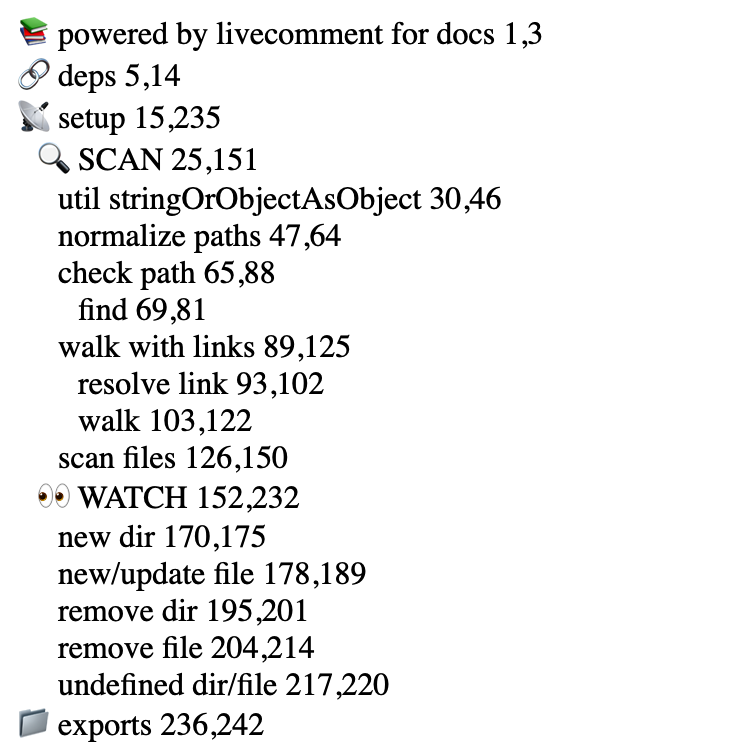 📚 powered by livecomment for docs 1,3
🔗 deps 5,14
📡 setup 15,235
🔍 SCAN 25,151
util stringOrObjectAsObject 30,46
normalize paths 47,64
check path 65,88
find 69,81
walk with links 89,125
resolve link 93,102
walk 103,122
scan files 126,150
👀 WATCH 152,232
new dir 170,175
new/update file 178,189
remove dir 195,201
remove file 204,214
undefined dir/file 217,220
📁 exports 236,242